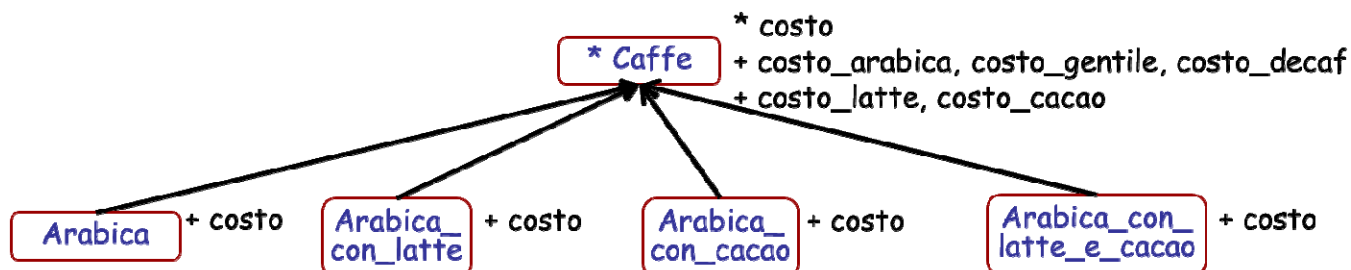 * costo
* Caffe
+ costo_arabica, costo_gentile, costo_decaf
+ costo_latte, costo_cacao
Arabica
+ costo
Arabica_
con_latte
+ costo
Arabica_
con_cacao
+ costo
Arabica_con_
latte_e_cacao
+ costo